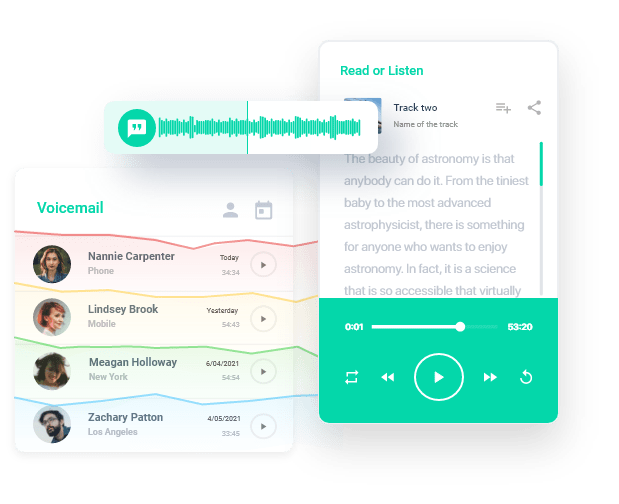 Read or Listen
Track two
Name of the track
The beauty of astronomy is that
anybody can do it. From the tiniest
baby to the most advanced
astrophysicist, there is something
for anyone who wants to enjoy
astronomy. In fact, it is a science
that is so accessible that virtually
0:01
53:20
Voicemail
Nannie Carpenter
Today
Phone
34:34
Lindsey Brook
Yesterday
Mobile
54:43
Meagan Holloway
6/04/2021
New York
54:54
Zachary Patton
4/05/2021
Los Angeles
33:45